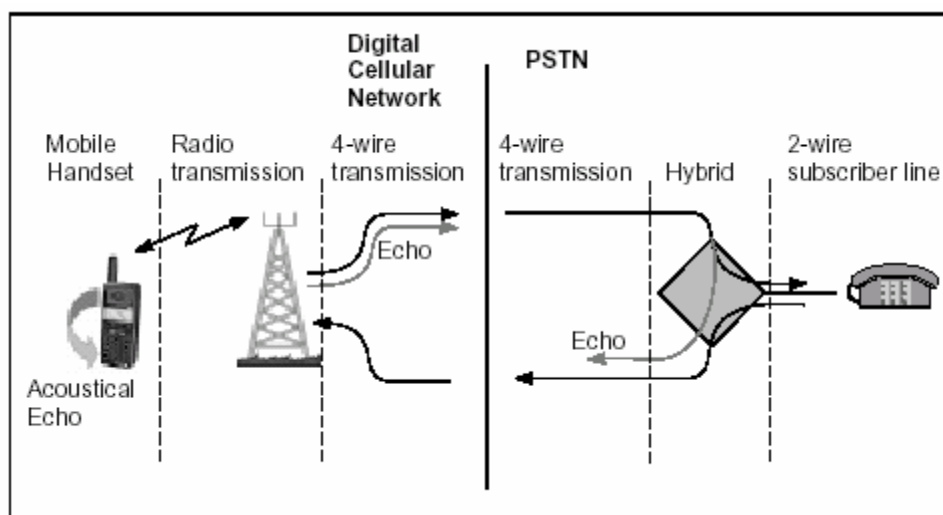 Digital
Cellular
Network
PSTN
Mobile
Handset
Radio
transmission
4-wire
transmission
4-wire
transmission
Hybrid
2-wire
subscriber line
Echo
Echo
Acoustical
Echo